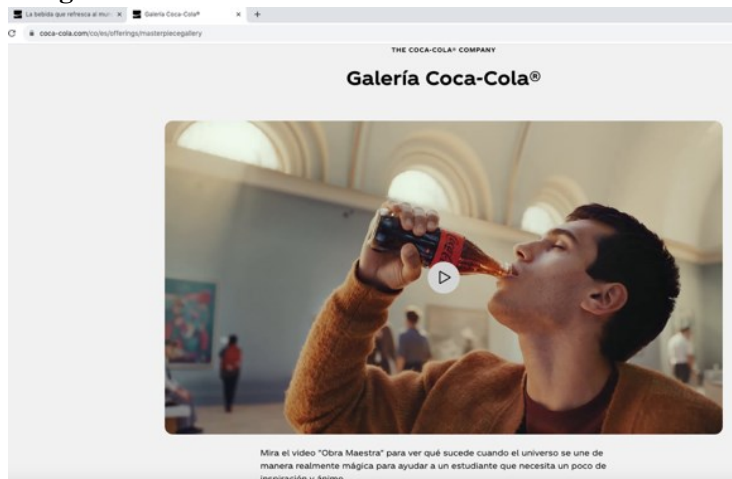 La bebida que refresca al mun
Galería Coca-Cola®
coca-cola.com/co/es/offerings/masterpiecegallery
THE COCA-COLA® COMPANY
Galería Coca-Cola®
Mira el video "Obra Maestra" para ver qué sucede cuando el universo se une de
manera realmente mágica para ayudar a un estudiante que necesita un poco de
inspiración y ánimo